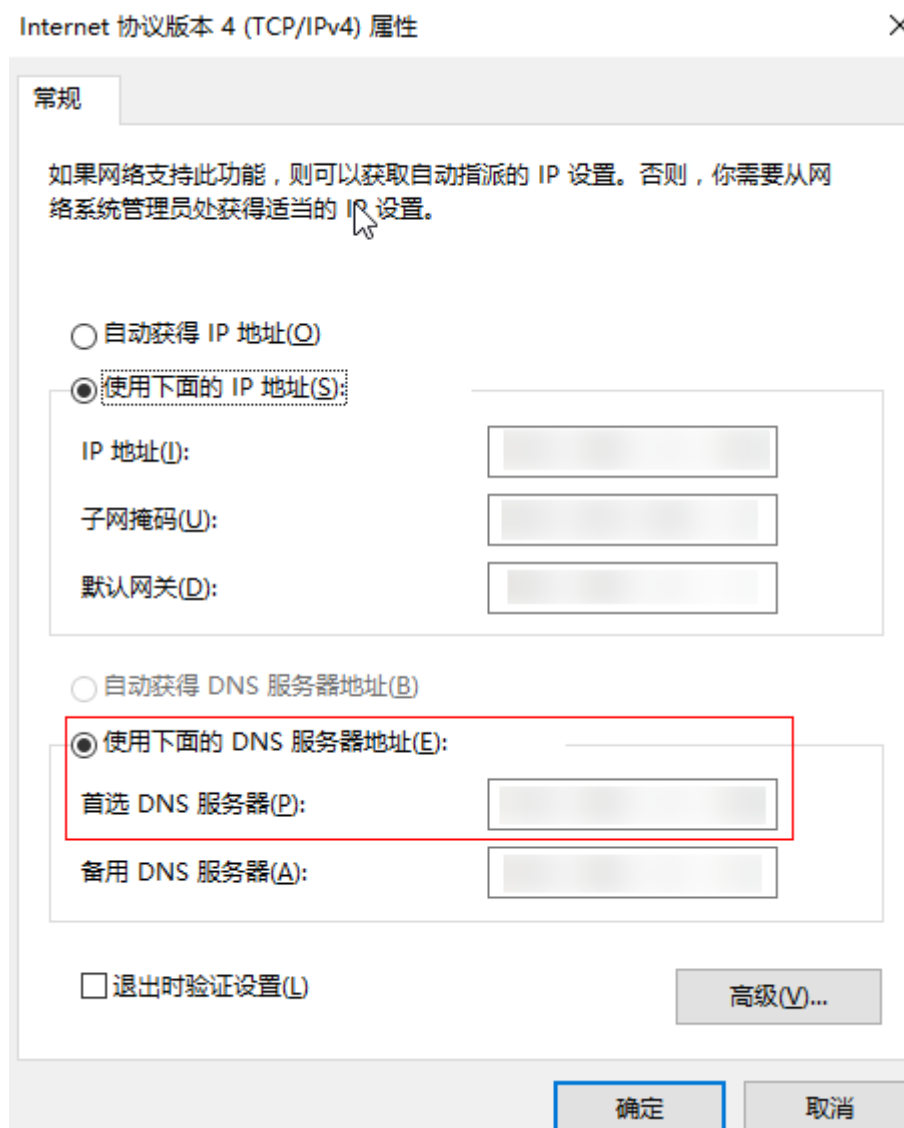 Internet 协议版本 4 (TCP/IPv4) 属性
常规
如果网络支持此功能，则可以获取自动指派的 IP 设置。否则，你需要从网
络系统管理员处获得适当的 IP 设置。
自动获得 IP 地址(O)
使用下面的 IP 地址(S):
IP 地址(I):
子网掩码(U):
默认网关(D):
自动获得 DNS 服务器地址(B)
使用下面的 DNS 服务器地址(E):
首选 DNS 服务器(P):
备用 DNS 服务器(A):
退出时验证设置(L)
高级(V)...
确定
取消